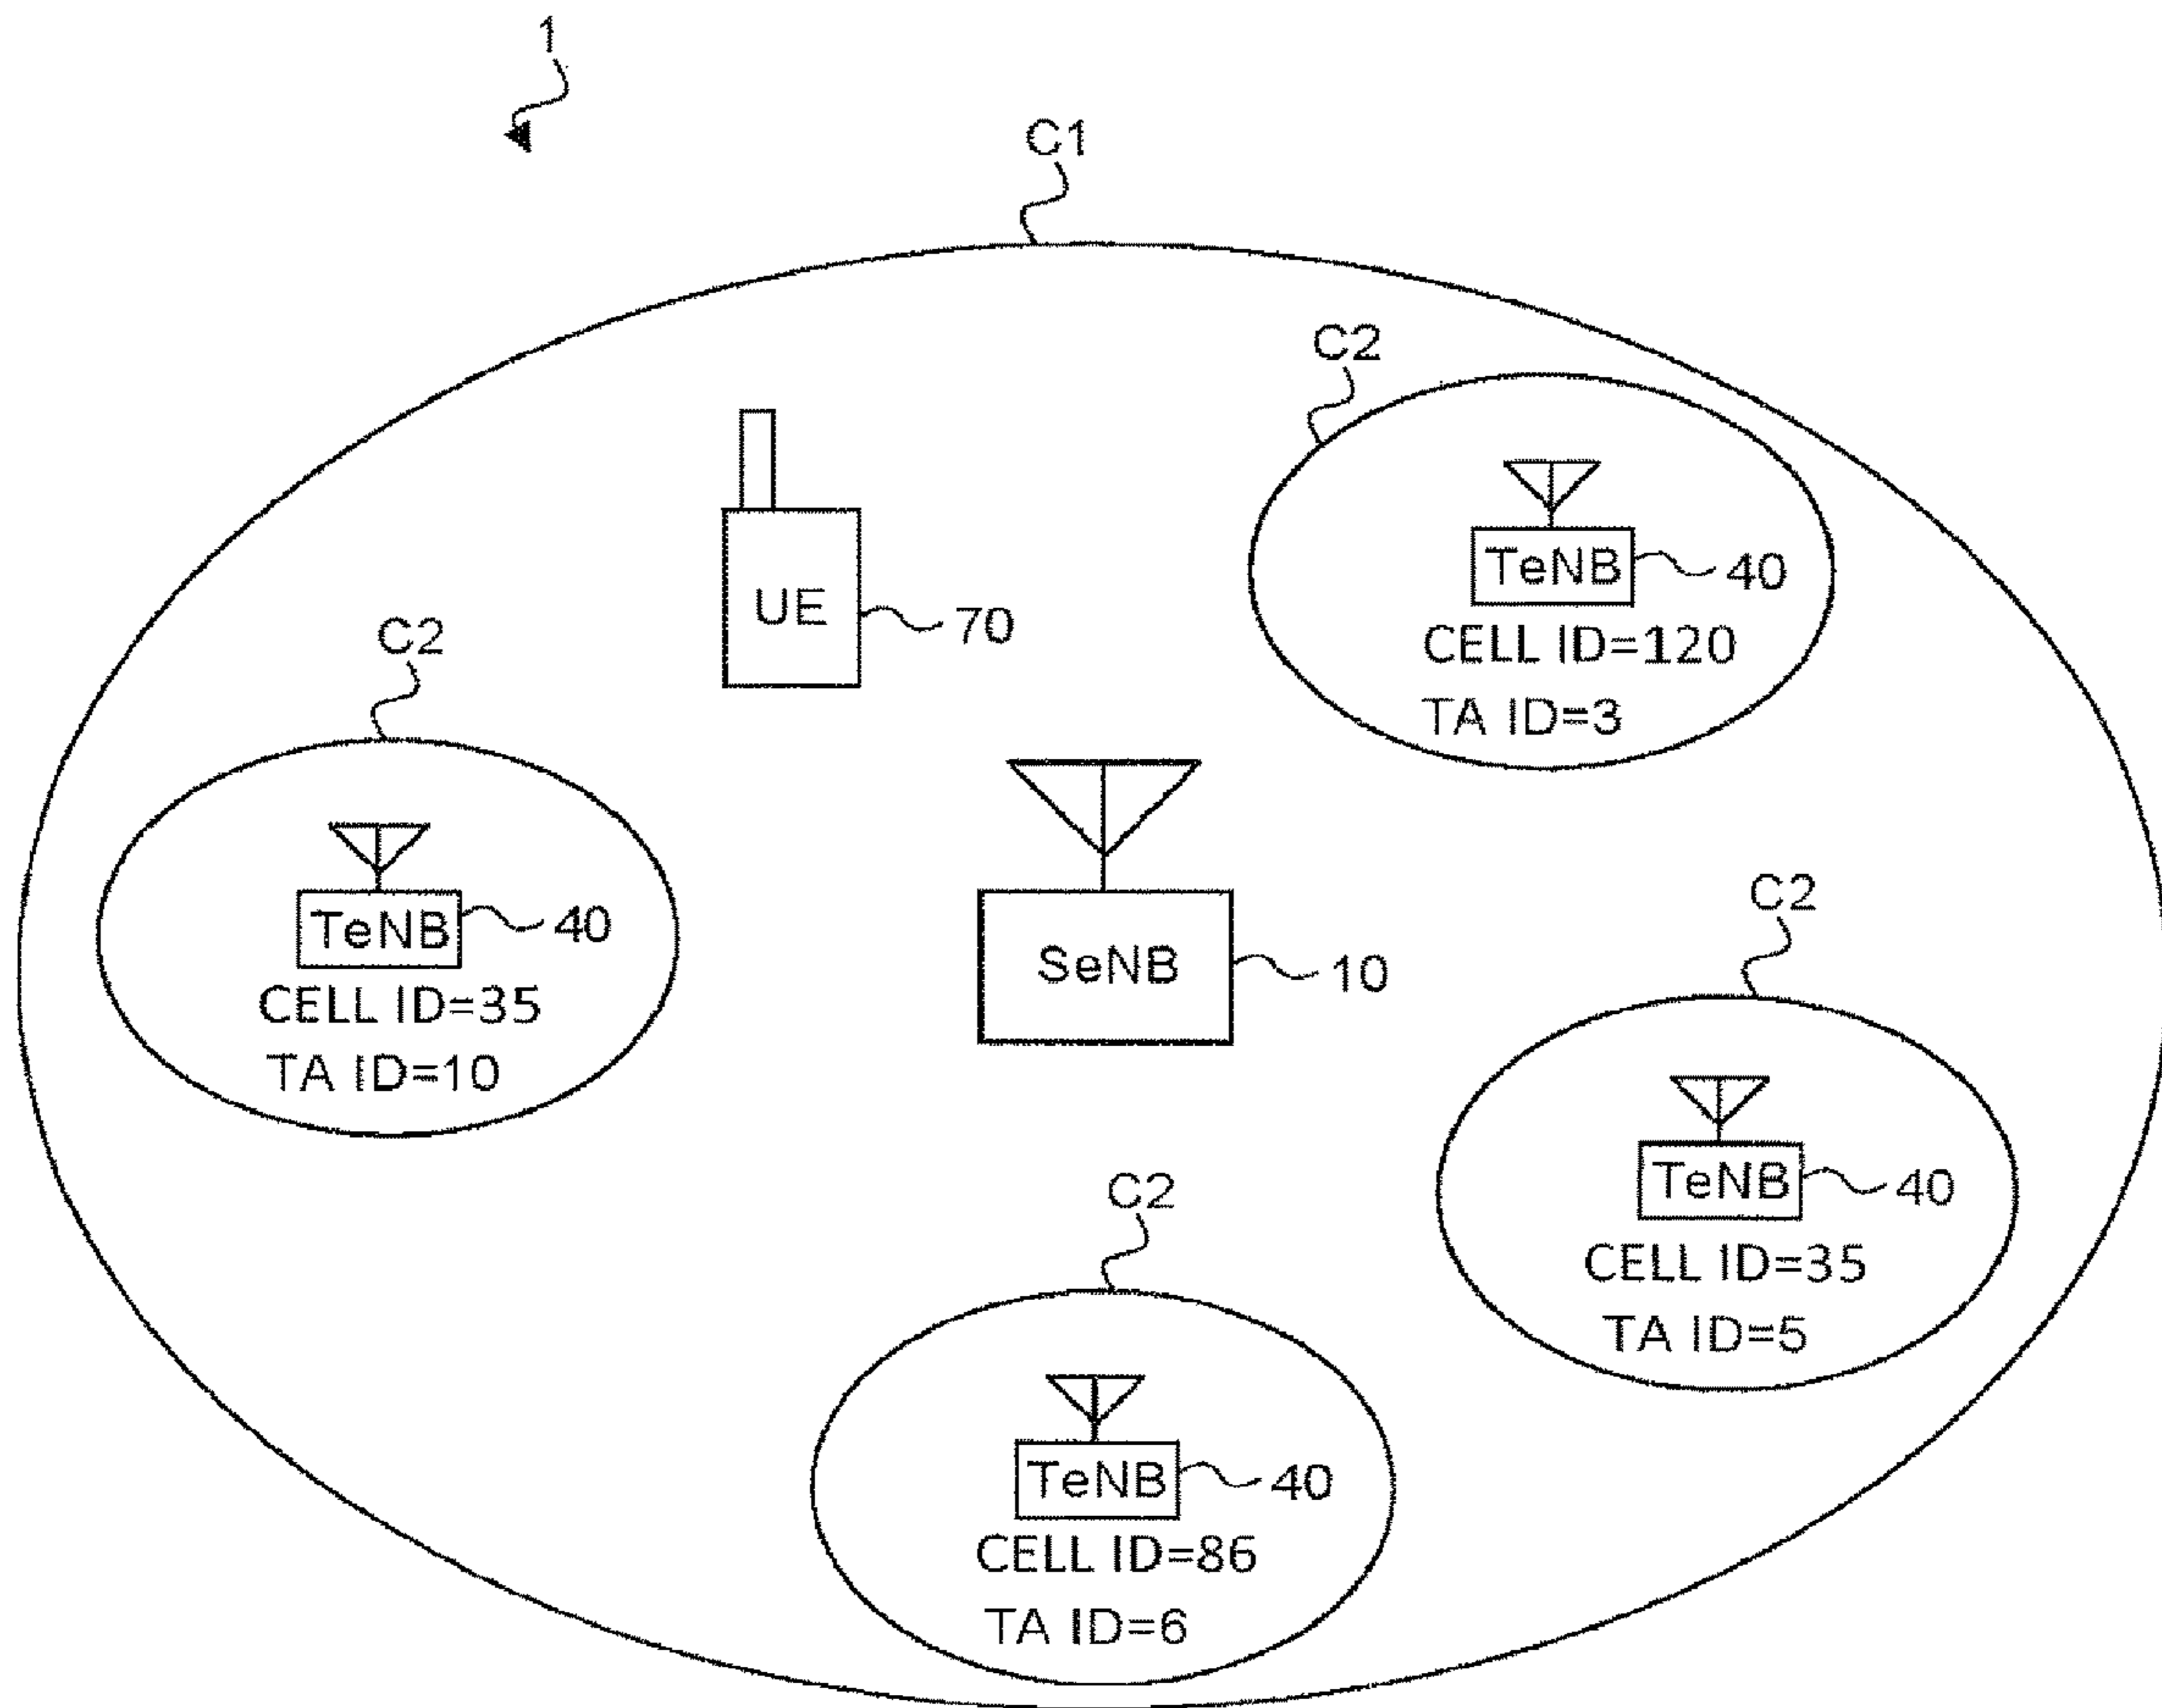 1
C1
C2
TeNB
40
CELL ID=120
TA ID=3
UE
70
C2
TeNB
40
CELL ID=35
TA ID=10
SeNB
10
C2
TeNB
40
CELL ID=35
TA ID=5
C2
TeNB
40
CELL ID=86
TA ID=6